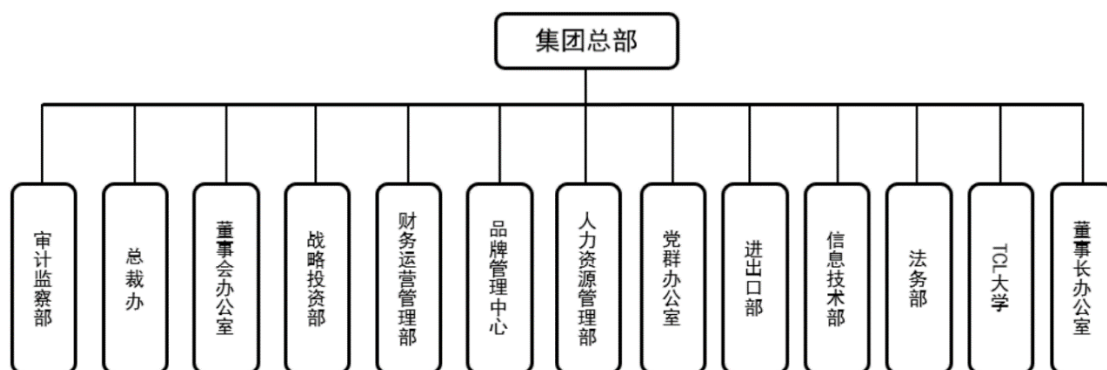 集团总部
审计监察部
总裁办
董事会办公室
战略投资部
财务运营管理部
品牌管理中心
人力资源管理部
党群办公室
进出口部
信息技术部
法务部
TCL大学
董事长办公室